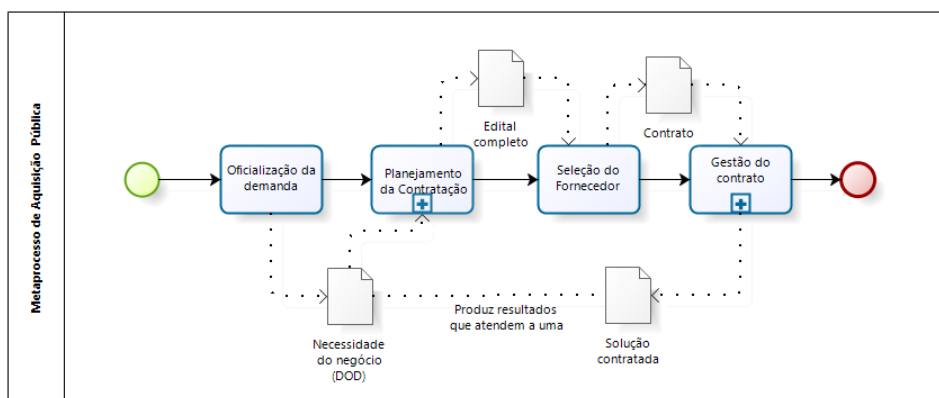 Metaprocesso de Aquisição Pública
Edital
completo
Contrato
Oficialização da
demanda
Planejamento
da Contratação
Seleção do
Fornecedor
Gestão do
contrato
Necessidade
do negócio
(DOD)
Produz resultados
que atendem a uma
Solução
contratada